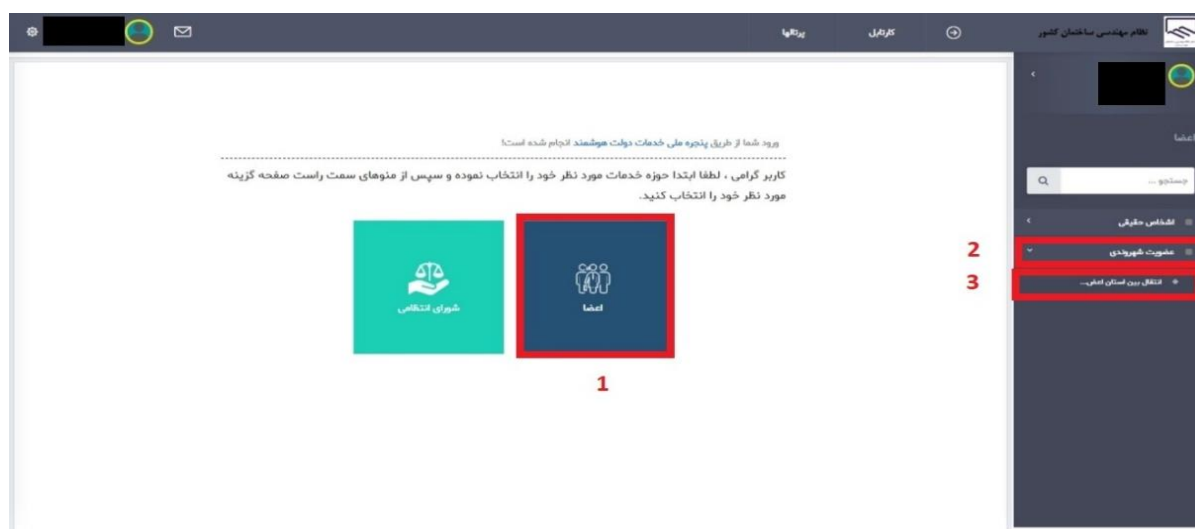 نظام مهندسی ساختمان کشور
کارتابل
پرتالها
اعضا
جستجو ...
اشخاص حقیقی
عضویت شهروندی
انتقال بین استان اعض...
ورود شما از طریق پنجره ملی خدمات دولت هوشمند انجام شده است!
کاربر گرامی ، لطفا ابتدا حوزه خدمات مورد نظر خود را انتخاب نموده و سپس از منوهای سمت راست صفحه گزینه
مورد نظر خود را انتخاب کنید.
اعضا
شورای انتظامی
1
2
3